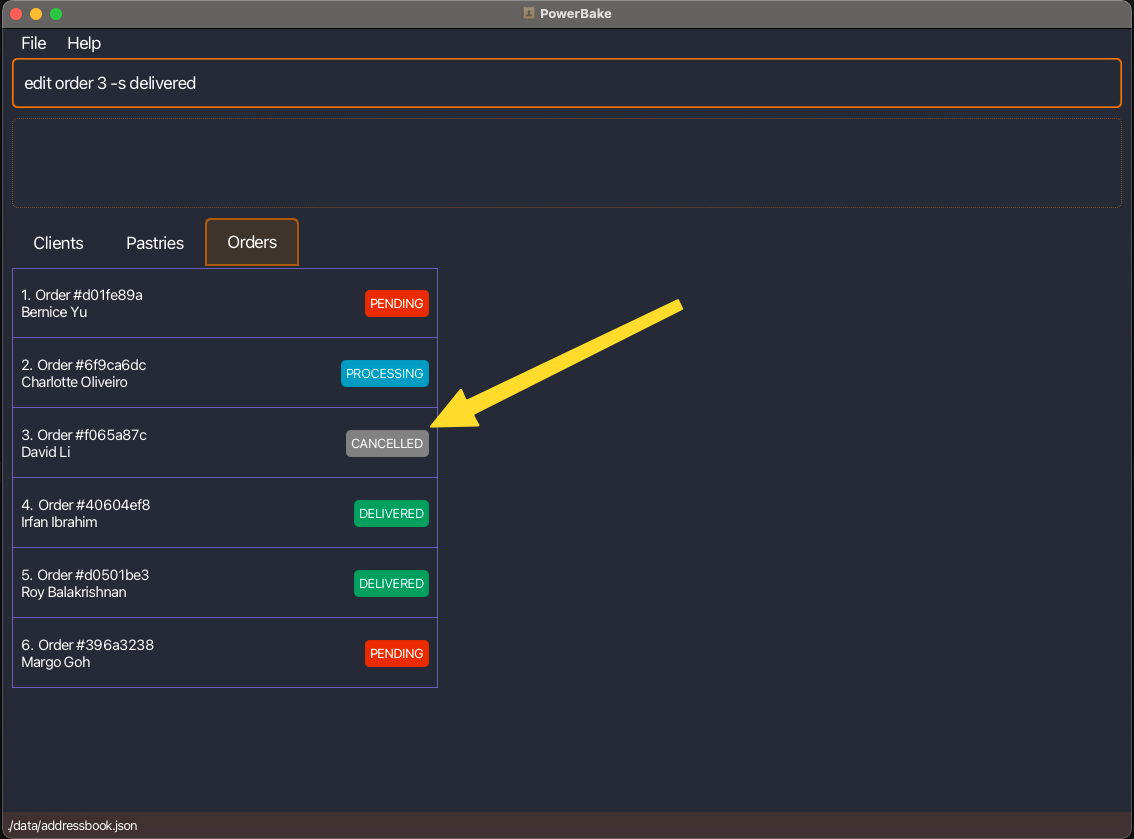 PowerBake
File Help
edit order 3 -s delivered
Clients Pastries Orders
1. Order #d01fe89a
Bernice Yu
PENDING
2. Order #6f9ca6dc
Charlotte Oliveiro
PROCESSING
3. Order #f065a87c
David Li
CANCELLED
4. Order #40604ef8
Irfan Ibrahim
DELIVERED
5. Order #d0501be3
Roy Balakrishnan
DELIVERED
6. Order #396a3238
Margo Goh
PENDING
./data/addressbook.json